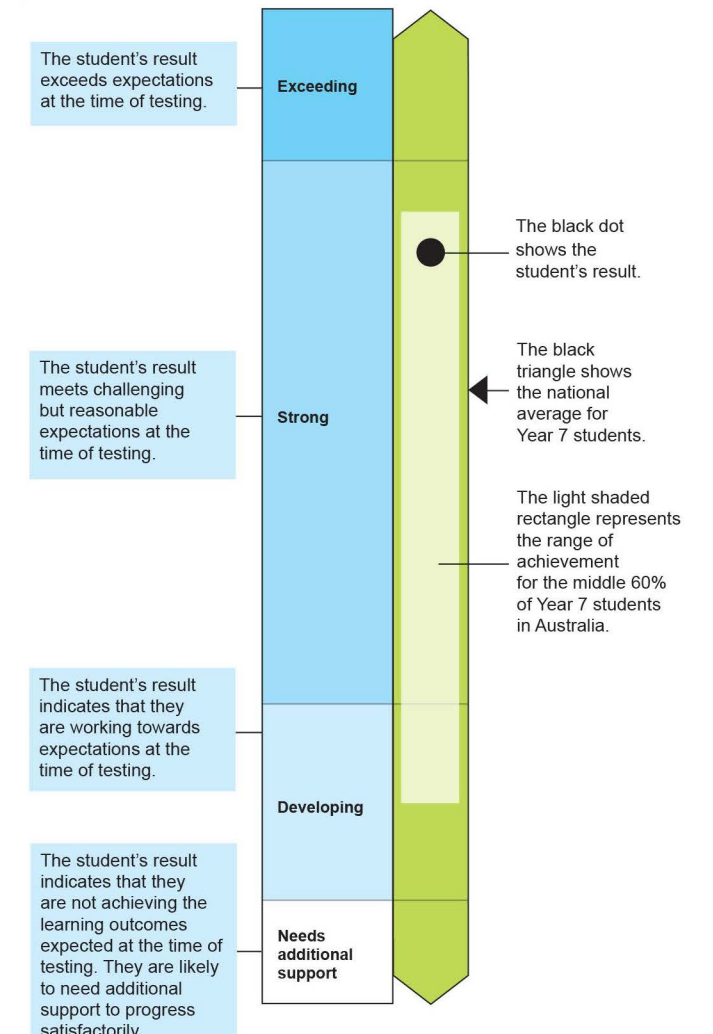 The student’s result
exceeds expectations
at the time of testing.
Exceeding
The black dot
shows the
student’s result.
The student’s result
meets challenging
but reasonable
expectations at the
time of testing.
Strong
The black
triangle shows
the national
average for
Year 7 students.
The light shaded
rectangle represents
the range of
achievement
for the middle 60%
of Year 7 students
in Australia.
The student’s result
indicates that they
are working towards
expectations at the
time of testing.
Developing
The student’s result
indicates that they
are not achieving the
learning outcomes
expected at the time of
testing. They are likely
to need additional
support to progress
satisfactorily.
Needs
additional
support